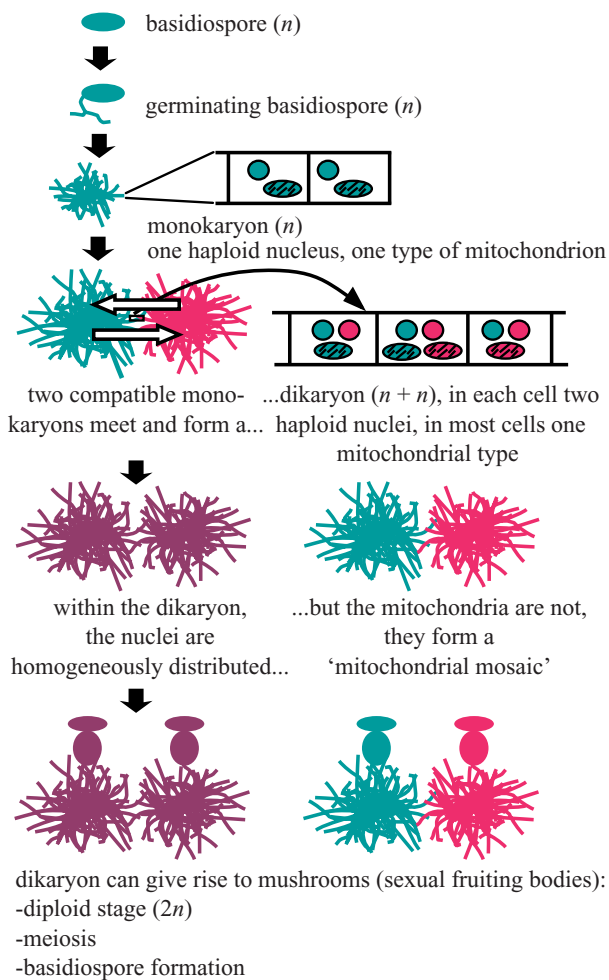 basidiospore (n)
germinating basidiospore (n)
monokaryon (n)
one haploid nucleus, one type of mitochondrion
two compatible mono-
karyons meet and form a...
...dikaryon (n + n), in each cell two
haploid nuclei, in most cells one
mitochondrial type
within the dikaryon,
the nuclei are
homogeneously distributed...
...but the mitochondria are not,
they form a
‘mitochondrial mosaic’
dikaryon can give rise to mushrooms (sexual fruiting bodies):
-diploid stage (2n)
-meiosis
-basidiospore formation